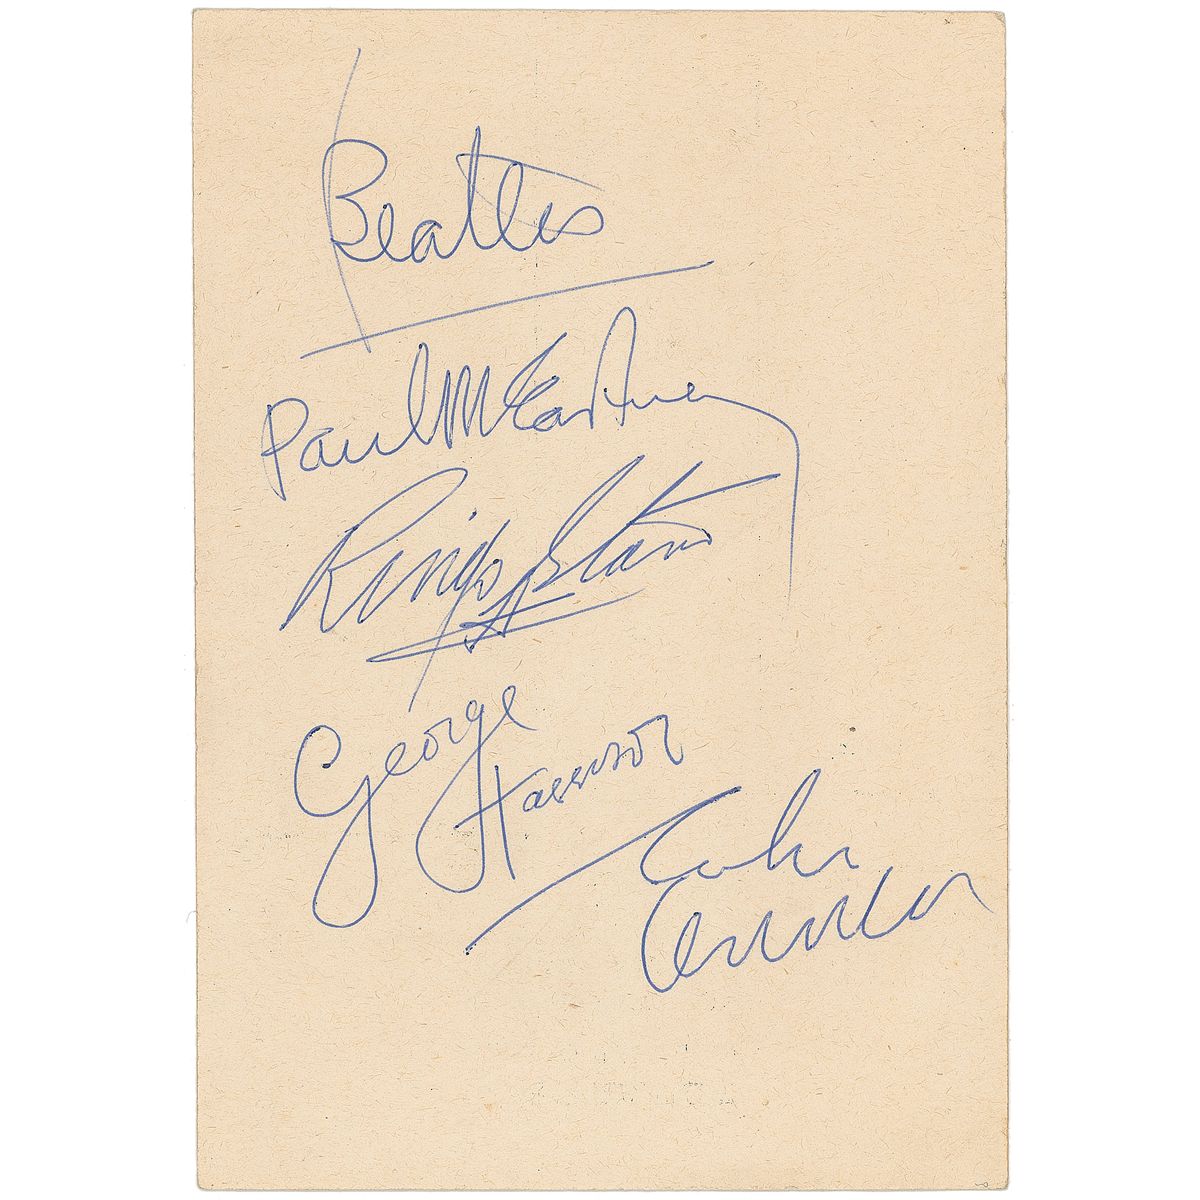 Beatles
Paul McCartney
Ringo Starr
George
Harrison
John
Lennon